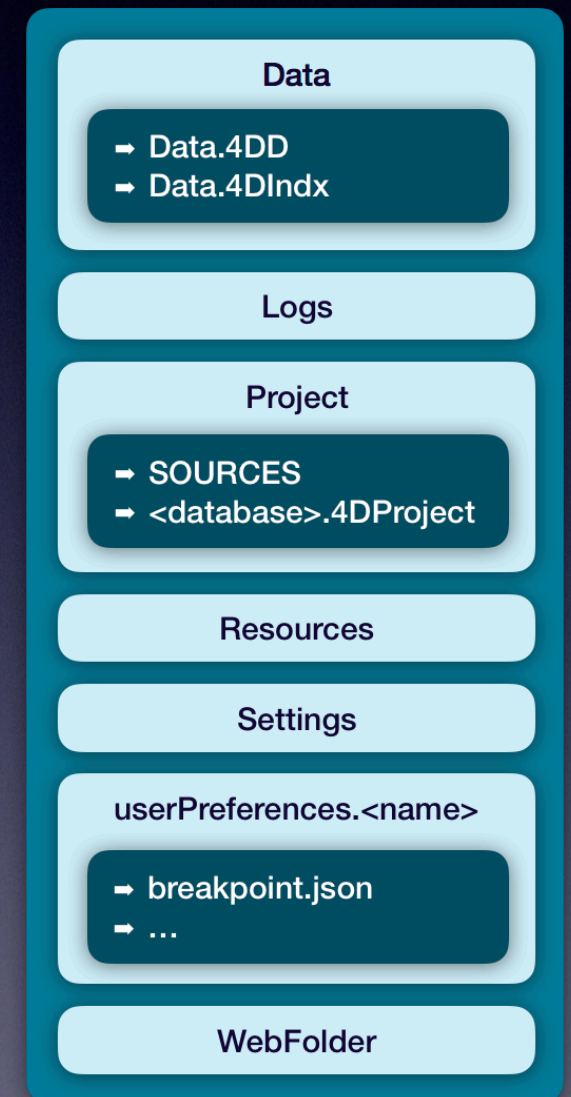 Data
➡ Data.4DD
➡ Data.4DIndx
Logs
Project
➡ SOURCES
➡ <database>.4DProject
Resources
Settings
userPreferences.<name>
➡ breakpoint.json
➡ ...
WebFolder